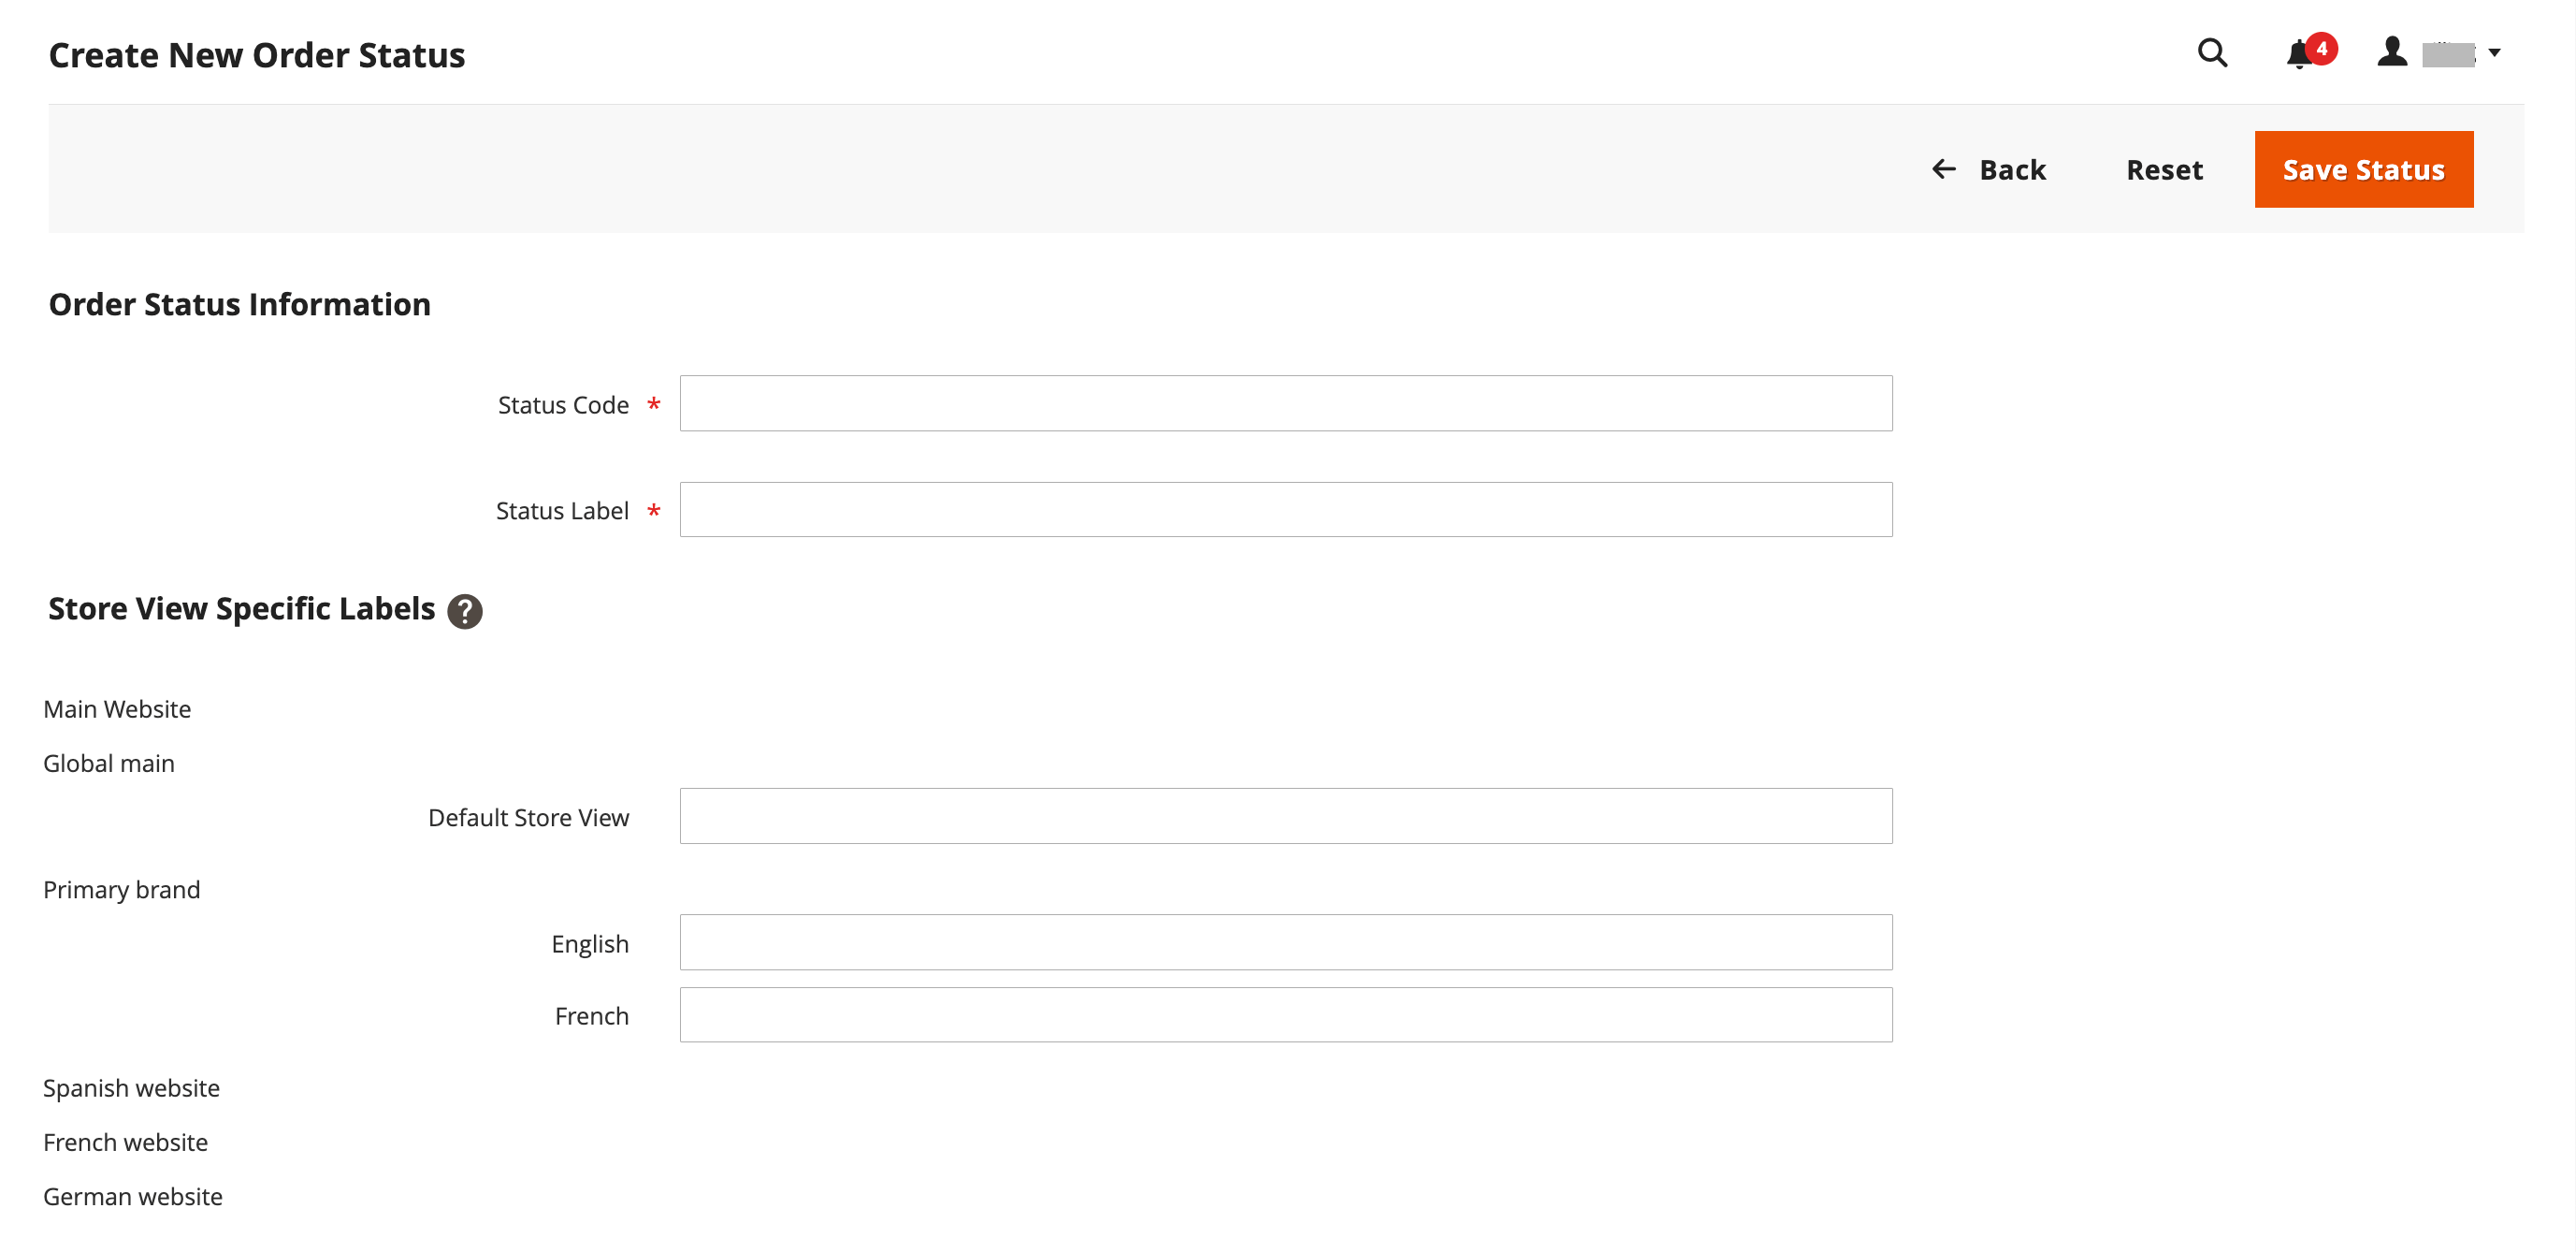 Create New Order Status
4
Back Reset Save Status
Order Status Information
Status Code *
Status Label *
Store View Specific Labels ?
Main Website
Global main
Default Store View
Primary brand
English
French
Spanish website
French website
German website